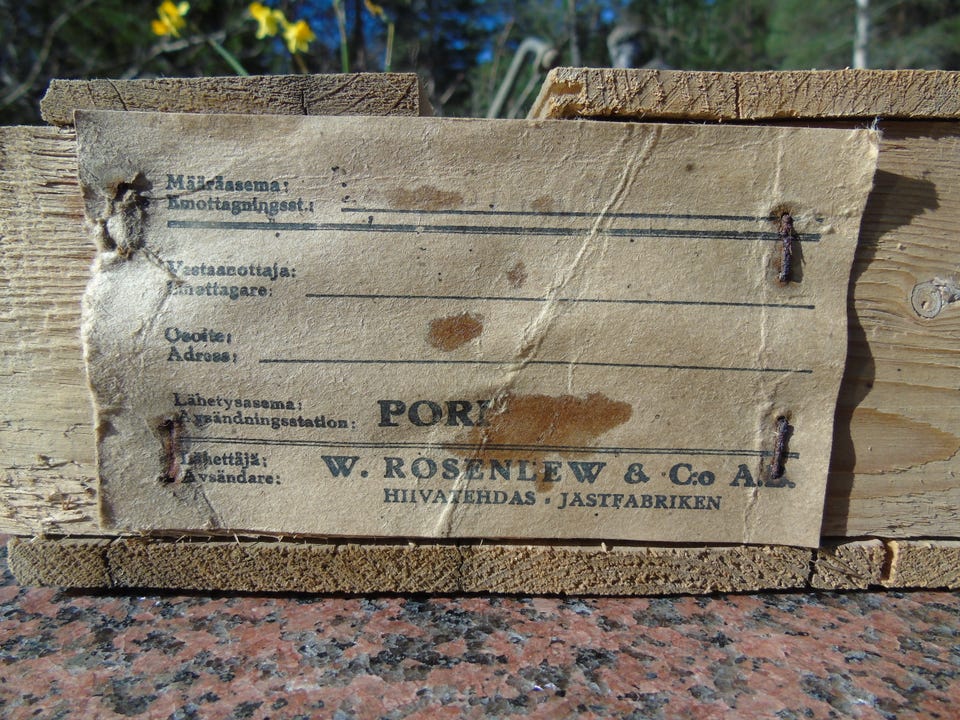 Määräasema:
Emottagningsst.:
Vastaanottaja:
Emottagare:
Osoite:
Adress:
Lähetysasema:
Avsändningsstation: PORI
Lähettäjä:
Avsändare: W. ROSENLEW & C:o A.B.
HIIVATEHDAS - JÄSTFABRIKEN